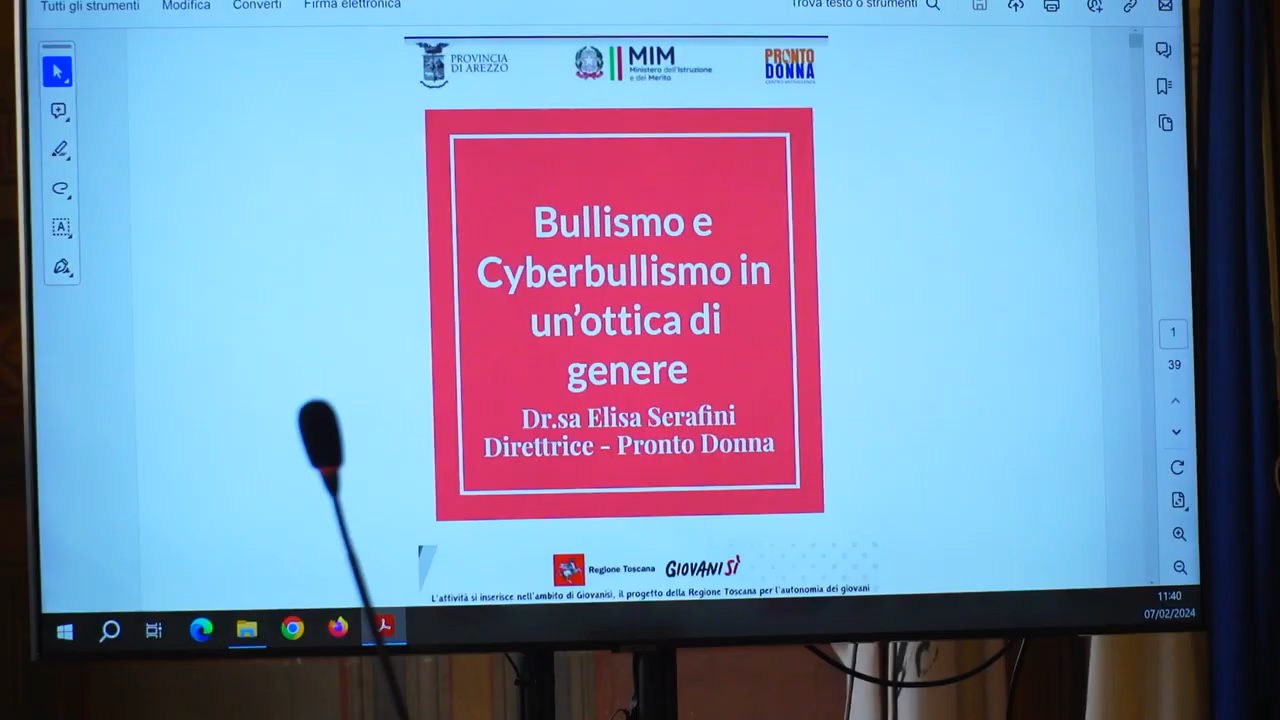 Tutti gli strumenti Modifica Converti Firma elettronica
Trova testo o strumenti
PROVINCIA
DI AREZZO
MIM
Ministero dell'Istruzione
e del Merito
PRONTO
DONNA
Bullismo e
Cyberbullismo in
un'ottica di
genere
Dr.sa Elisa Serafini
Direttrice - Pronto Donna
1
39
Regione Toscana
GIOVANISÌ
L'attività si inserisce nell'ambito di Giovanisì, il progetto della Regione Toscana per l'autonomia dei giovani
11:40
07/02/2024